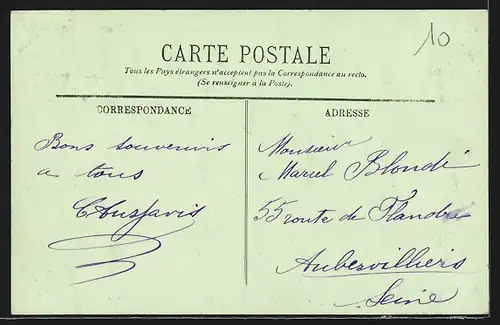 10
CARTE POSTALE
Tous les Pays étrangers n'acceptent pas la Correspondance au recto.
(Se renseigner à la Poste).
CORRESPONDANCE
ADRESSE
Bons souvenirs
a tous
Monsieur
Marcel Blondé
55 route de Flandre
Aubervilliers
Seine